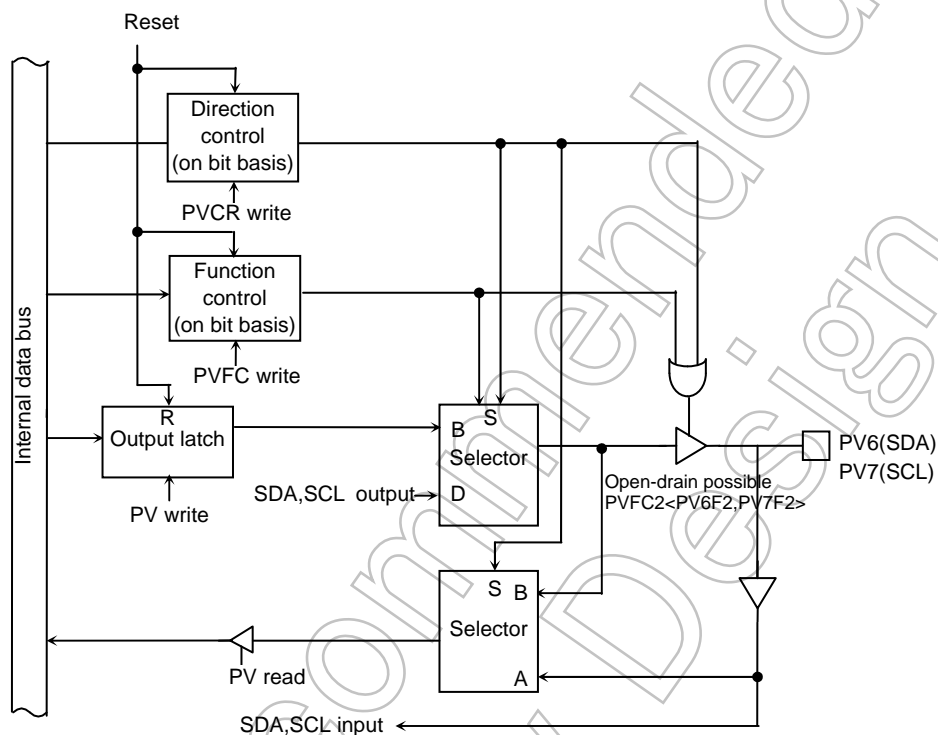 Reset
Direction
control
(on bit basis)
PVCR write
Function
control
(on bit basis)
PVFC write
Internal data bus
R
Output latch
PV write
S
B
Selector
SDA,SCL output
D
PV6(SDA)
PV7(SCL)
Open-drain possible
PVFC2<PV6F2,PV7F2>
S
B
Selector
A
PV read
SDA,SCL input
commended
Design